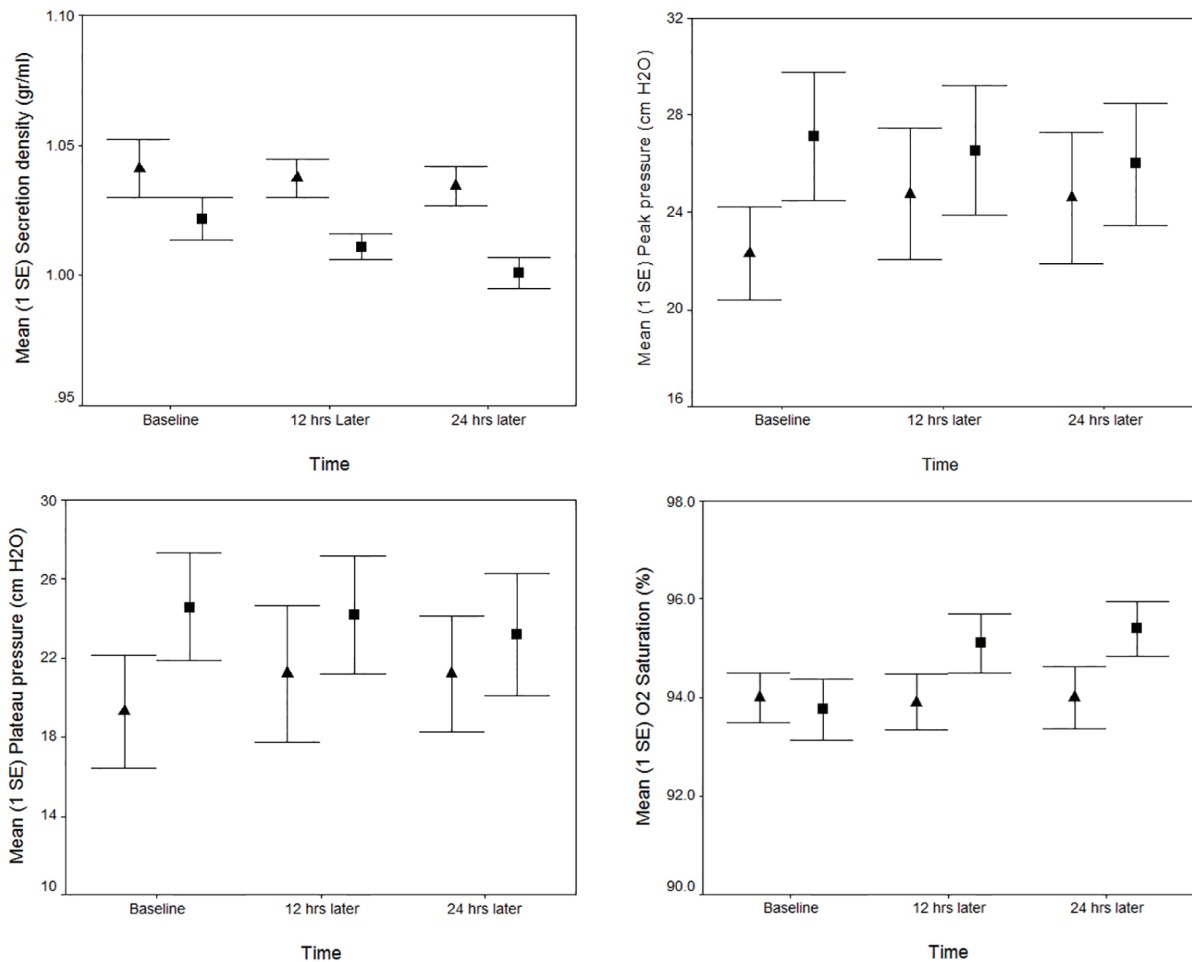 Mean (1 SE) Secretion density (gr/ml)
1.10
1.05
1.00
.95
Baseline
12 hrs Later
24 hrs later
Time
Mean (1 SE) Peak pressure (cm H2O)
32
28
24
20
16
Baseline
12 hrs later
24 hrs later
Time
Mean (1 SE) Plateau pressure (cm H2O)
30
26
22
18
14
10
Baseline
12 hrs later
24 hrs later
Time
Mean (1 SE) O2 Saturation (%)
98.0
96.0
94.0
92.0
90.0
Baseline
12 hrs later
24 hrs later
Time